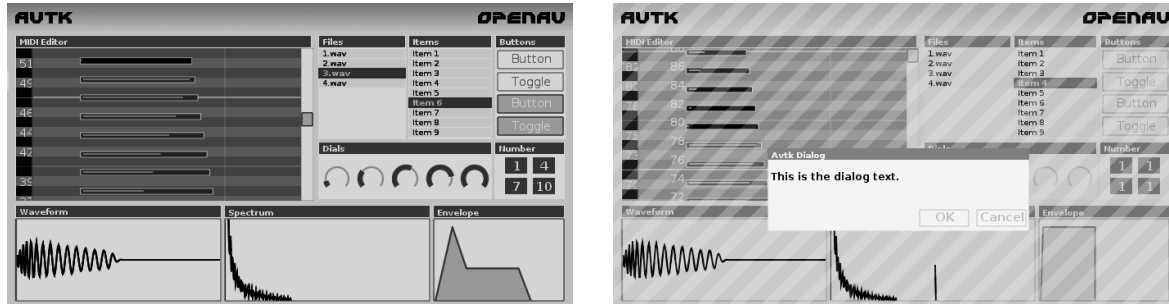 AVTK OPENAV
MIDI Editor Files Items Buttons
51
49
46
44
42
39
1.wav
2.wav
3.wav
4.wav
Item 1
Item 2
Item 3
Item 4
Item 5
Item 6
Item 7
Item 8
Item 9
Button
Toggle
Button
Toggle
Dials Number
1 4
7 10
Waveform Spectrum Envelope
AVTK OPENAV
MIDI Editor Files Items Buttons
86
84
82
80
78
76
74
72
1.wav
2.wav
3.wav
4.wav
Item 1
Item 2
Item 3
Item 4
Item 5
Item 6
Item 7
Item 8
Item 9
Button
Toggle
Button
Toggle
Number
1 1
1 1
Avtk Dialog
This is the dialog text.
OK Cancel
Waveform Envelope